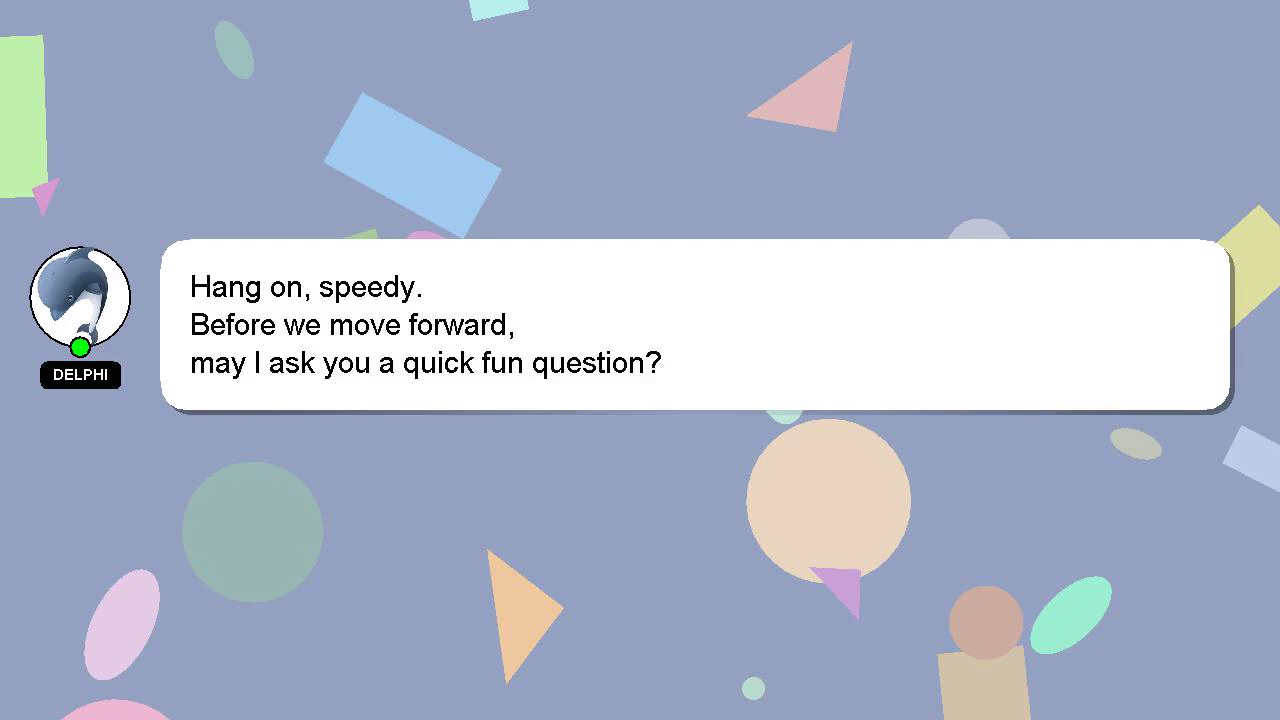 Hang on, speedy.
Before we move forward,
may I ask you a quick fun question?
DELPHI